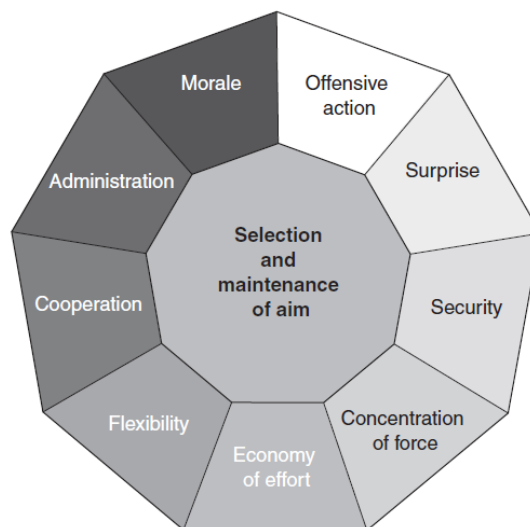 Morale
Offensive
action
Administration
Surprise
Selection
and
maintenance
of aim
Cooperation
Security
Flexibility
Concentration
of force
Economy
of effort